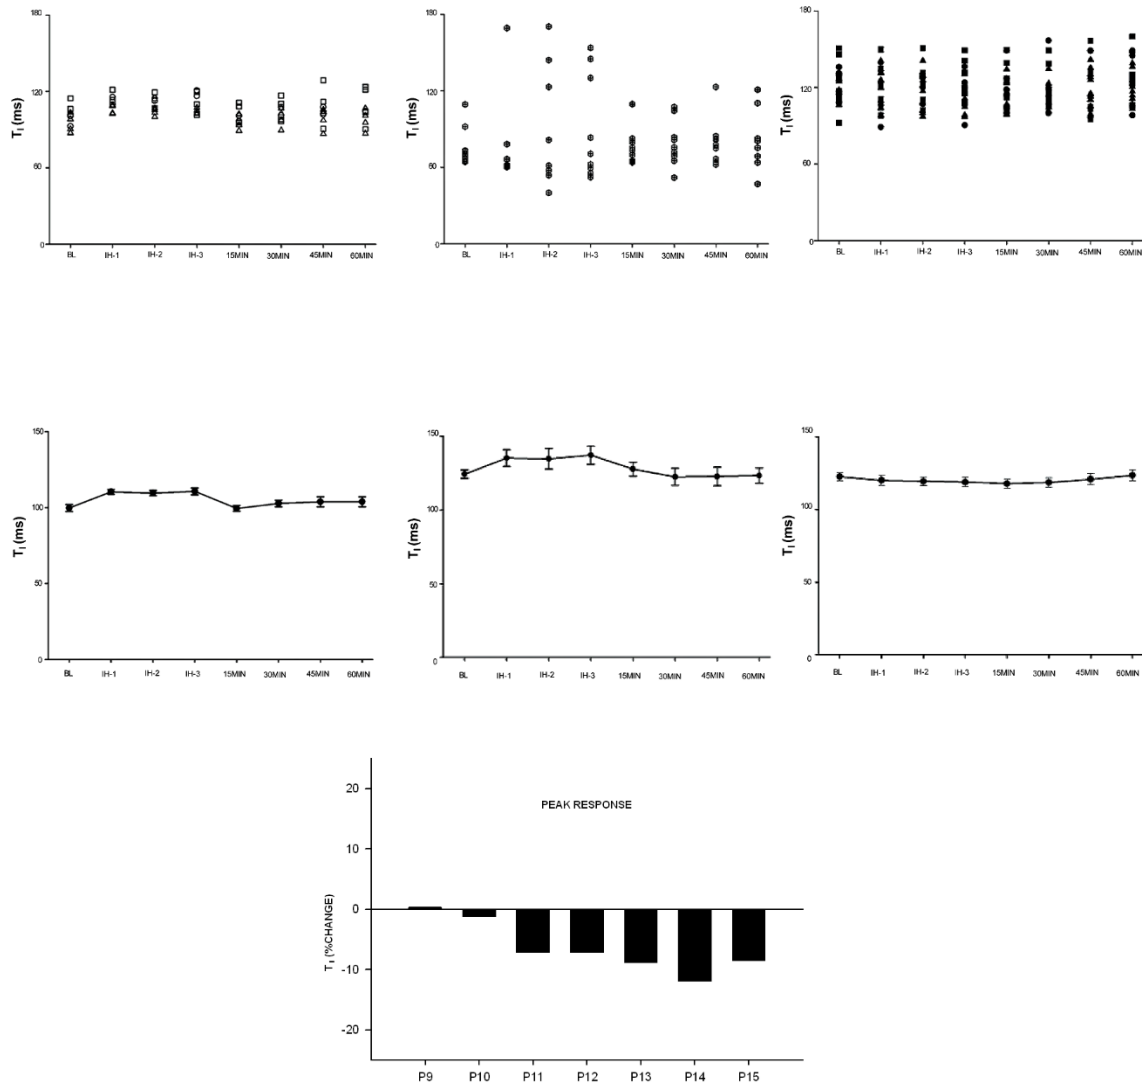 180
120
60
0
T_I (ms)
BL IH-1 IH-2 IH-3 15MIN 30MIN 45MIN 60MIN
180
120
60
0
T_I (ms)
BL IH-1 IH-2 IH-3 15MIN 30MIN 45MIN 60MIN
180
120
60
0
T_I (ms)
BL IH-1 IH-2 IH-3 15MIN 30MIN 45MIN 60MIN
150
100
50
0
T_I (ms)
BL IH-1 IH-2 IH-3 15MIN 30MIN 45MIN 60MIN
150
100
50
0
T_I (ms)
BL IH-1 IH-2 IH-3 15MIN 30MIN 45MIN 60MIN
150
100
50
0
T_I (ms)
BL IH-1 IH-2 IH-3 15MIN 30MIN 45MIN 60MIN
PEAK RESPONSE
20
10
0
-10
-20
T_I (%CHANGE)
P9 P10 P11 P12 P13 P14 P15